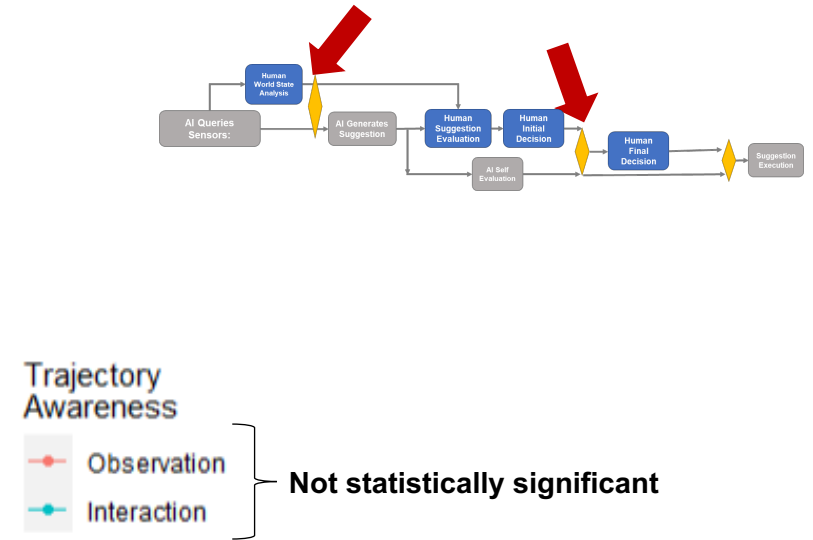 Human
World State
Analysis
AI Queries
Sensors:
AI Generates
Suggestion
Human
Suggestion
Evaluation
Human
Initial
Decision
AI Self
Evaluation
Human
Final
Decision
Suggestion
Execution
Trajectory
Awareness
Observation
Interaction
Not statistically significant